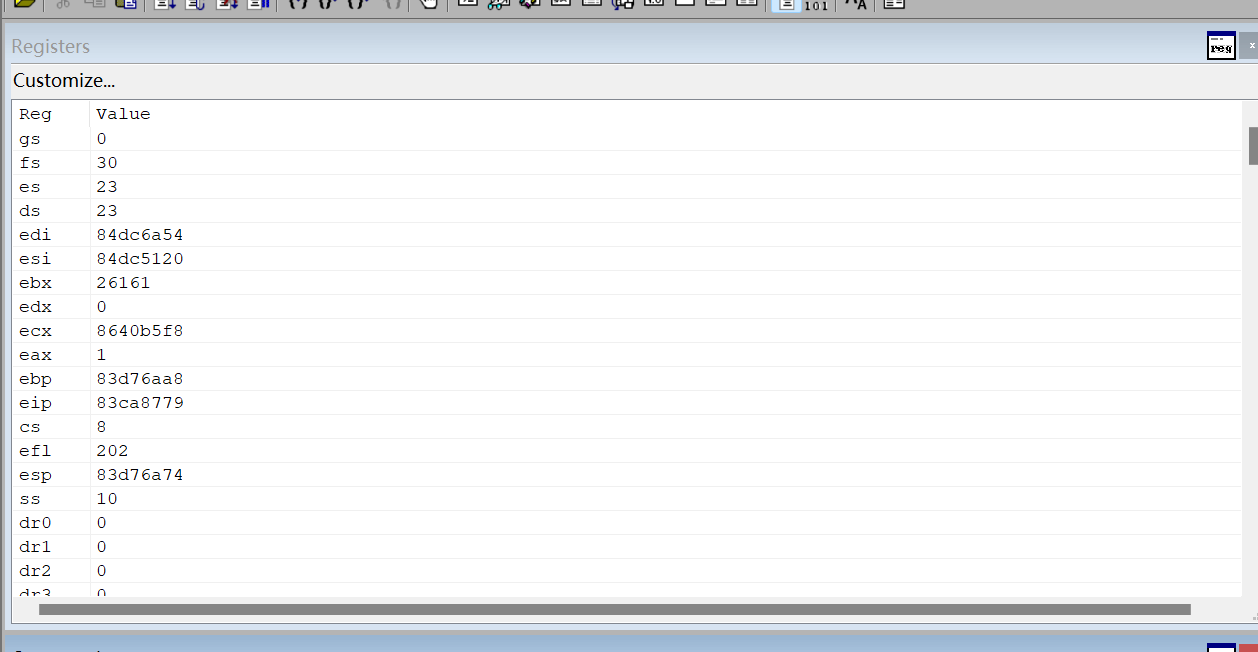 101 A
Registers
reg x
Customize...
Reg Value
gs 0
fs 30
es 23
ds 23
edi 84dc6a54
esi 84dc5120
ebx 26161
edx 0
ecx 8640b5f8
eax 1
ebp 83d76aa8
eip 83ca8779
cs 8
efl 202
esp 83d76a74
ss 10
dr0 0
dr1 0
dr2 0
dr3 0